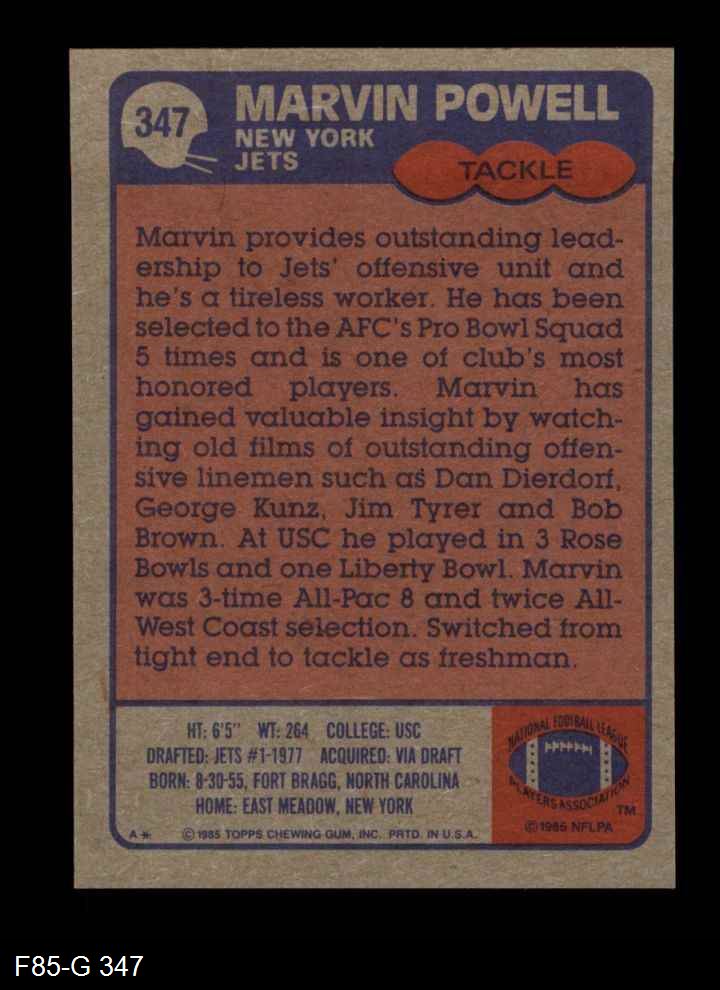 347
MARVIN POWELL
NEW YORK
JETS
TACKLE
Marvin provides outstanding lead-
ership to Jets' offensive unit and
he's a tireless worker. He has been
selected to the AFC's Pro Bowl Squad
5 times and is one of club's most
honored players. Marvin has
gained valuable insight by watch-
ing old films of outstanding offen-
sive linemen such as Dan Dierdorf,
George Kunz, Jim Tyrer and Bob
Brown. At USC he played in 3 Rose
Bowls and one Liberty Bowl. Marvin
was 3-time All-Pac 8 and twice All-
West Coast selection. Switched from
tight end to tackle as freshman.
HT: 6'5" WT: 264 COLLEGE: USC
DRAFTED: JETS #1-1977 ACQUIRED: VIA DRAFT
BORN: 8-30-55, FORT BRAGG, NORTH CAROLINA
HOME: EAST MEADOW, NEW YORK
A* © 1985 TOPPS CHEWING GUM, INC. PRTD. IN U.S.A.
NATIONAL FOOTBALL LEAGUE
PLAYERS ASSOCIATION
TM
© 1985 NFLPA
F85-G 347